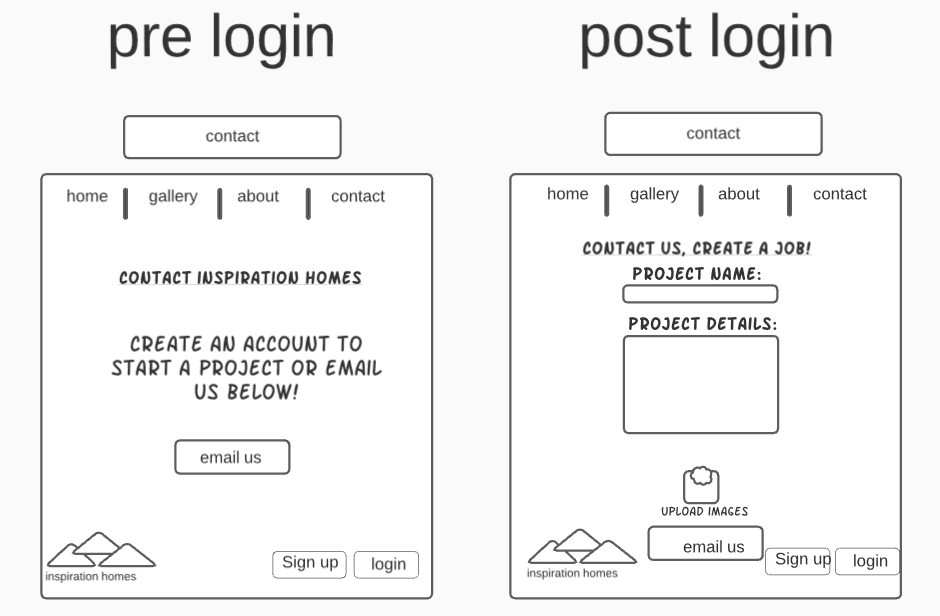 pre login
contact
home gallery about contact
CONTACT INSPIRATION HOMES
CREATE AN ACCOUNT TO
START A PROJECT OR EMAIL
US BELOW!
email us
inspiration homes
Sign up login
post login
contact
home gallery about contact
CONTACT US, CREATE A JOB!
PROJECT NAME:
PROJECT DETAILS:
UPLOAD IMAGES
email us
inspiration homes
Sign up login